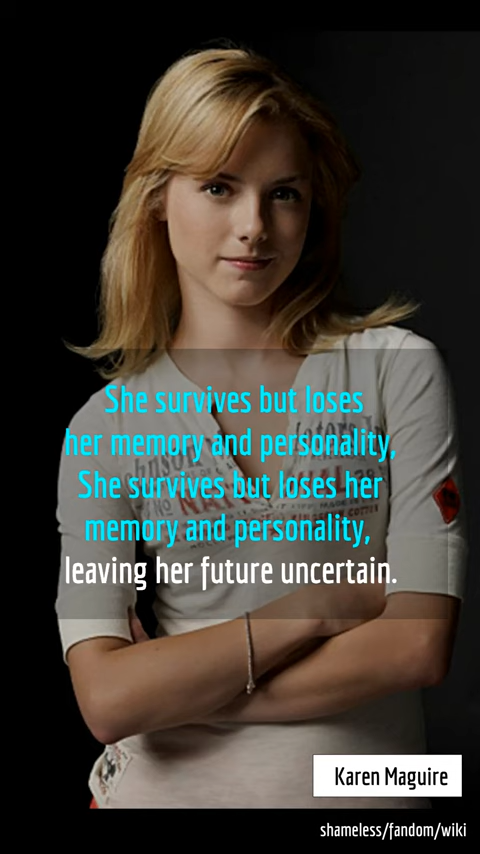 She survives but loses
her memory and personality,
She survives but loses her
memory and personality,
leaving her future uncertain.
Karen Maguire
shameless/fandom/wiki